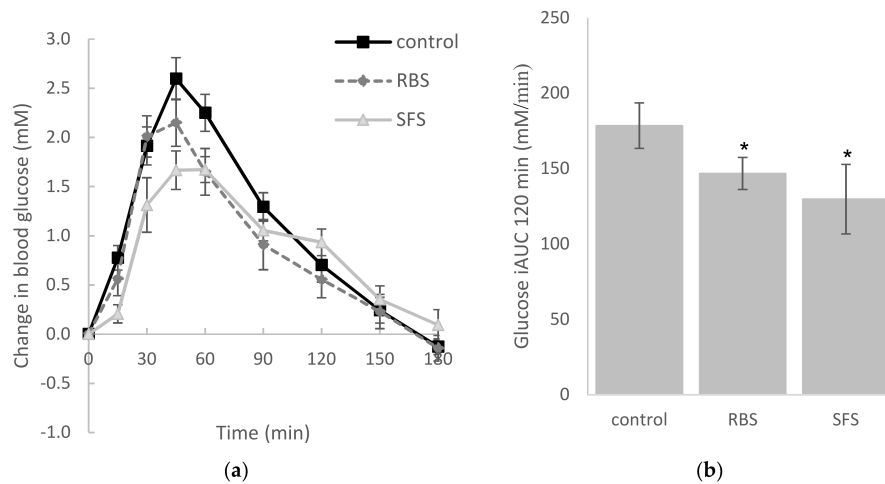 3.0
2.5
2.0
1.5
1.0
0.5
0.0
-0.5
-1.0
Change in blood glucose (mM)
control
RBS
SFS
0 30 60 90 120 150 180
Time (min)
(a)
250
200
150
100
50
0
Glucose iAUC 120 min (mM/min)
* *
control RBS SFS
(b)